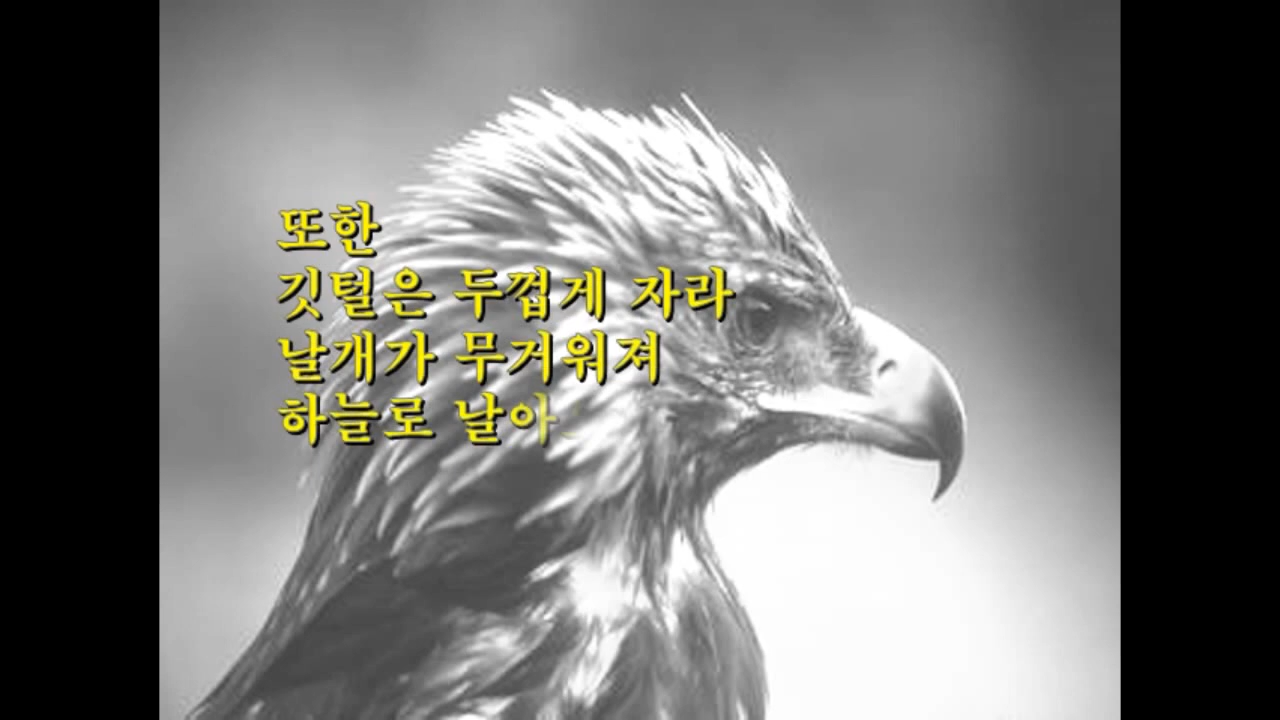 또한
깃털은 두껍게 자라
날개가 무거워져
하늘로 날아